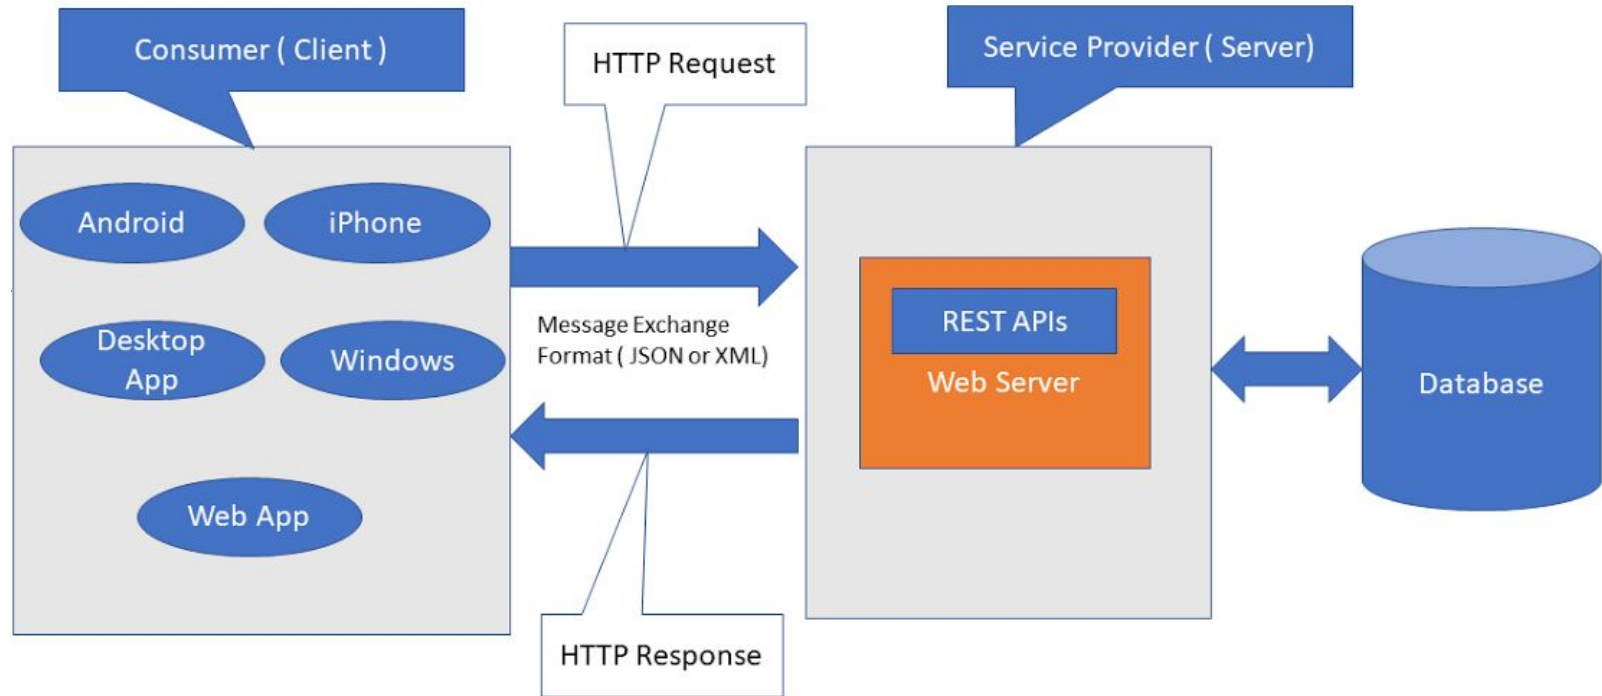 Consumer ( Client )
HTTP Request
Service Provider ( Server)
Android
iPhone
Desktop
App
Windows
Web App
Message Exchange
Format ( JSON or XML)
HTTP Response
REST APIs
Web Server
Database